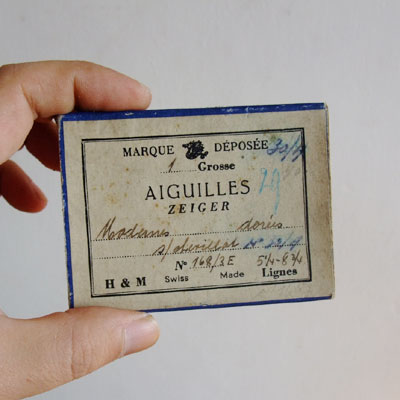 MARQUE DÉPOSÉE
1 Grosse
AIGUILLES
ZEIGER
Modernes dorées
Nº 168/3E 5¼-8¾
H & M Swiss Made Lignes